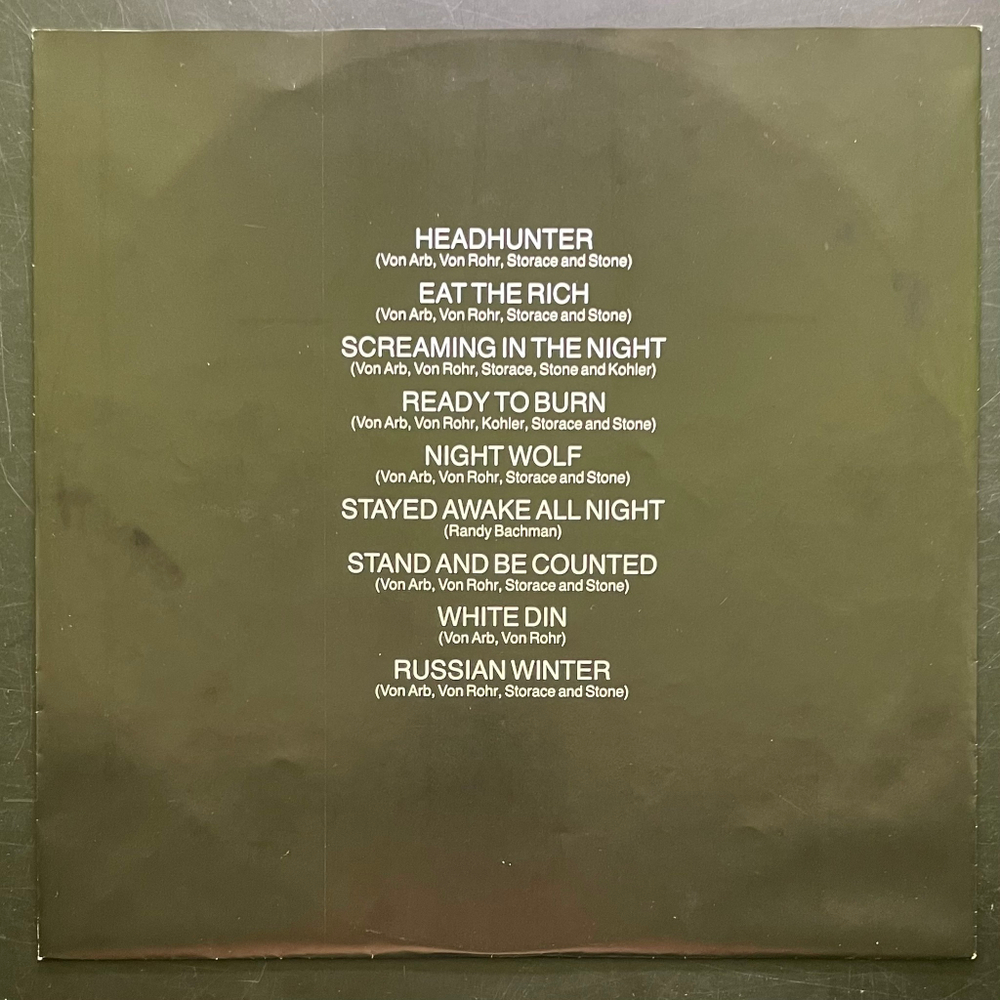 HEADHUNTER
(Von Arb, Von Rohr, Storace and Stone)
EAT THE RICH
(Von Arb, Von Rohr, Storace and Stone)
SCREAMING IN THE NIGHT
(Von Arb, Von Rohr, Storace, Stone and Kohler)
READY TO BURN
(Von Arb, Von Rohr, Kohler, Storace and Stone)
NIGHT WOLF
(Von Arb, Von Rohr, Storace and Stone)
STAYED AWAKE ALL NIGHT
(Randy Bachman)
STAND AND BE COUNTED
(Von Arb, Von Rohr, Storace and Stone)
WHITE DIN
(Von Arb, Von Rohr)
RUSSIAN WINTER
(Von Arb, Von Rohr, Storace and Stone)